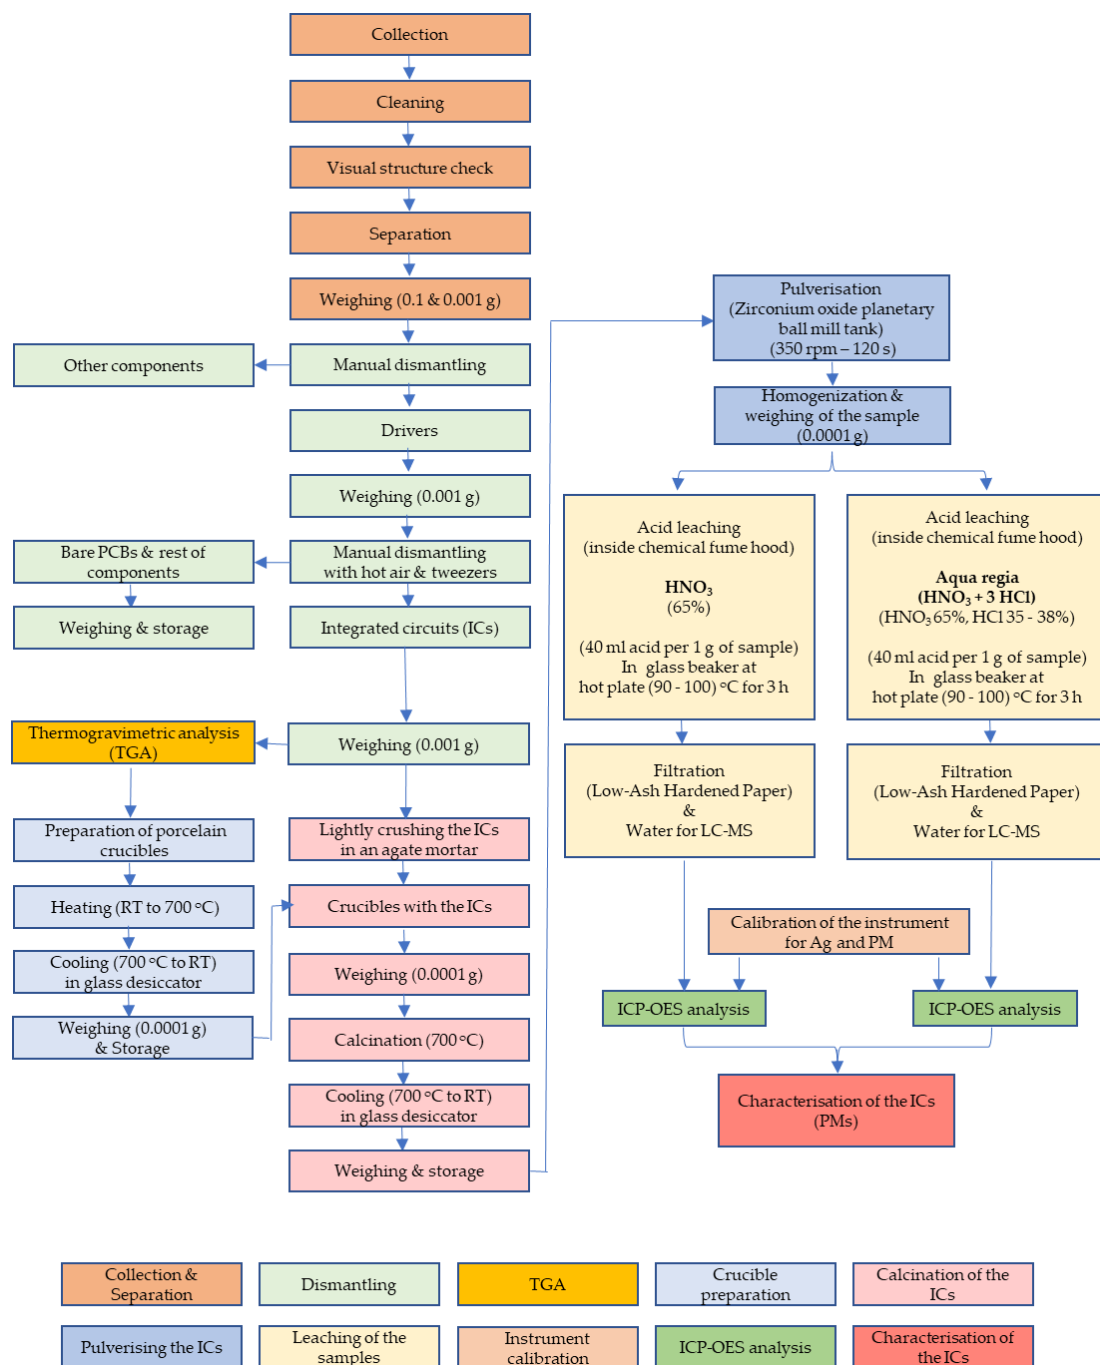 Collection
Cleaning
Visual structure check
Separation
Weighing (0.1 & 0.001 g)
Other components
Manual dismantling
Drivers
Weighing (0.001 g)
Bare PCBs & rest of
components
Manual dismantling
with hot air & tweezers
Weighing & storage
Integrated circuits (ICs)
Thermogravimetric analysis
(TGA)
Weighing (0.001 g)
Preparation of porcelain
crucibles
Lightly crushing the ICs
in an agate mortar
Heating (RT to 700 °C)
Crucibles with the ICs
Cooling (700 °C to RT)
in glass desiccator
Weighing (0.0001 g)
Weighing (0.0001 g)
& Storage
Calcination (700 °C)
Cooling (700 °C to RT)
in glass desiccator
Weighing & storage
Pulverisation
(Zirconium oxide planetary
ball mill tank)
(350 rpm – 120 s)
Homogenization &
weighing of the sample
(0.0001 g)
Acid leaching
(inside chemical fume hood)
HNO₃
(65%)
(40 ml acid per 1 g of sample)
In glass beaker at
hot plate (90 - 100) °C for 3 h
Acid leaching
(inside chemical fume hood)
Aqua regia
(HNO₃ + 3 HCl)
(HNO₃ 65%, HCl 35 - 38%)
(40 ml acid per 1 g of sample)
In glass beaker at
hot plate (90 - 100) °C for 3 h
Filtration
(Low-Ash Hardened Paper)
&
Water for LC-MS
Filtration
(Low-Ash Hardened Paper)
&
Water for LC-MS
Calibration of the instrument
for Ag and PM
ICP-OES analysis
ICP-OES analysis
Characterisation of the ICs
(PMs)
Collection &
Separation
Dismantling
TGA
Crucible
preparation
Calcination of the
ICs
Pulverising the ICs
Leaching of the
samples
Instrument
calibration
ICP-OES analysis
Characterisation of
the ICs